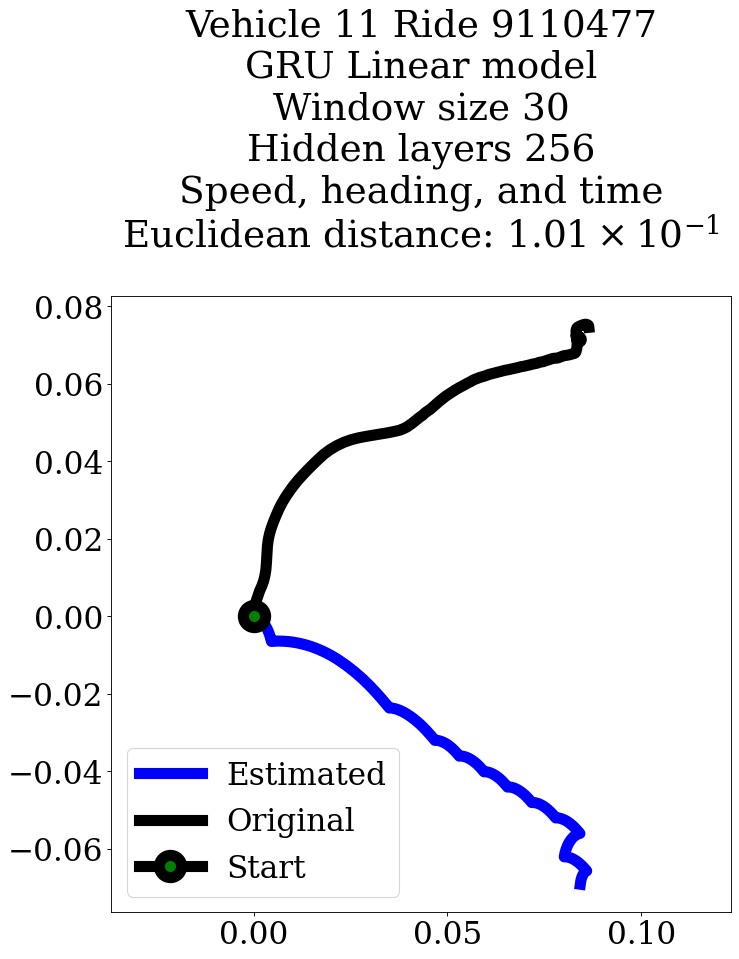 Vehicle 11 Ride 9110477
GRU Linear model
Window size 30
Hidden layers 256
Speed, heading, and time
Euclidean distance: 1.01 × 10⁻¹
0.08
0.06
0.04
0.02
0.00
−0.02
−0.04
−0.06
Estimated
Original
Start
0.00 0.05 0.10